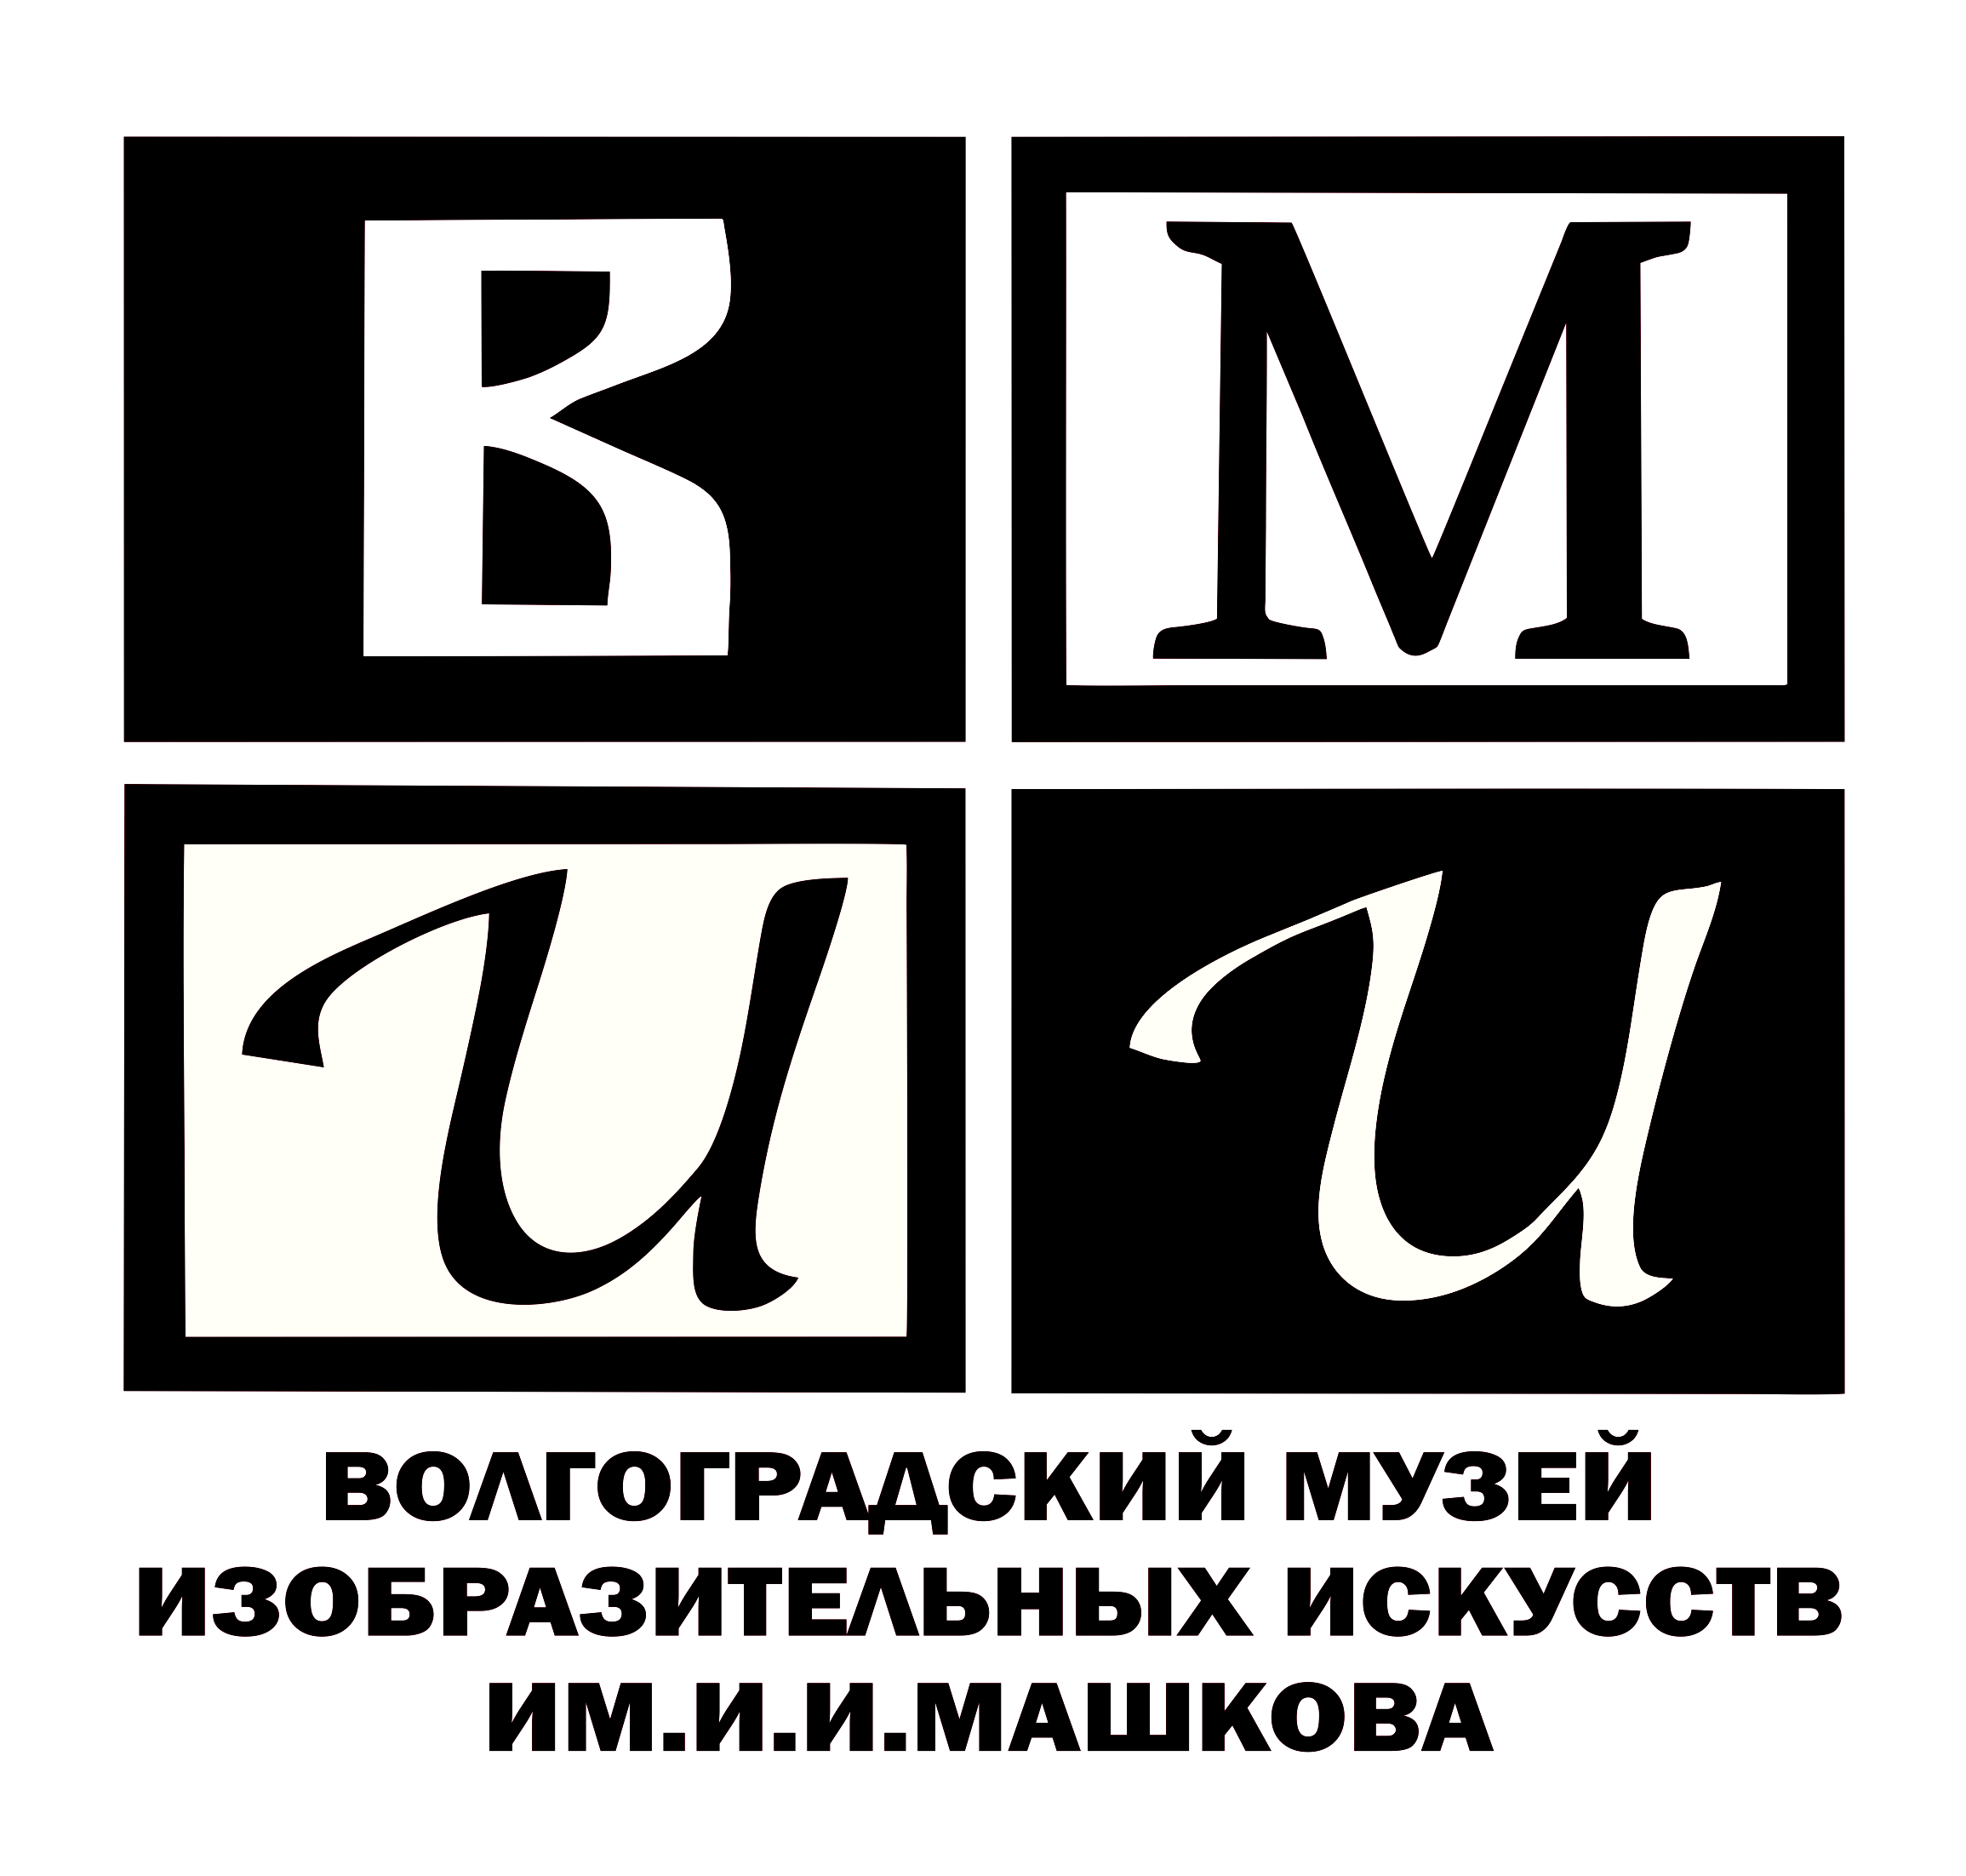 В М
и и
ВОЛГОГРАДСКИЙ МУЗЕЙ
ИЗОБРАЗИТЕЛЬНЫХ ИСКУССТВ
ИМ.И.И.МАШКОВА